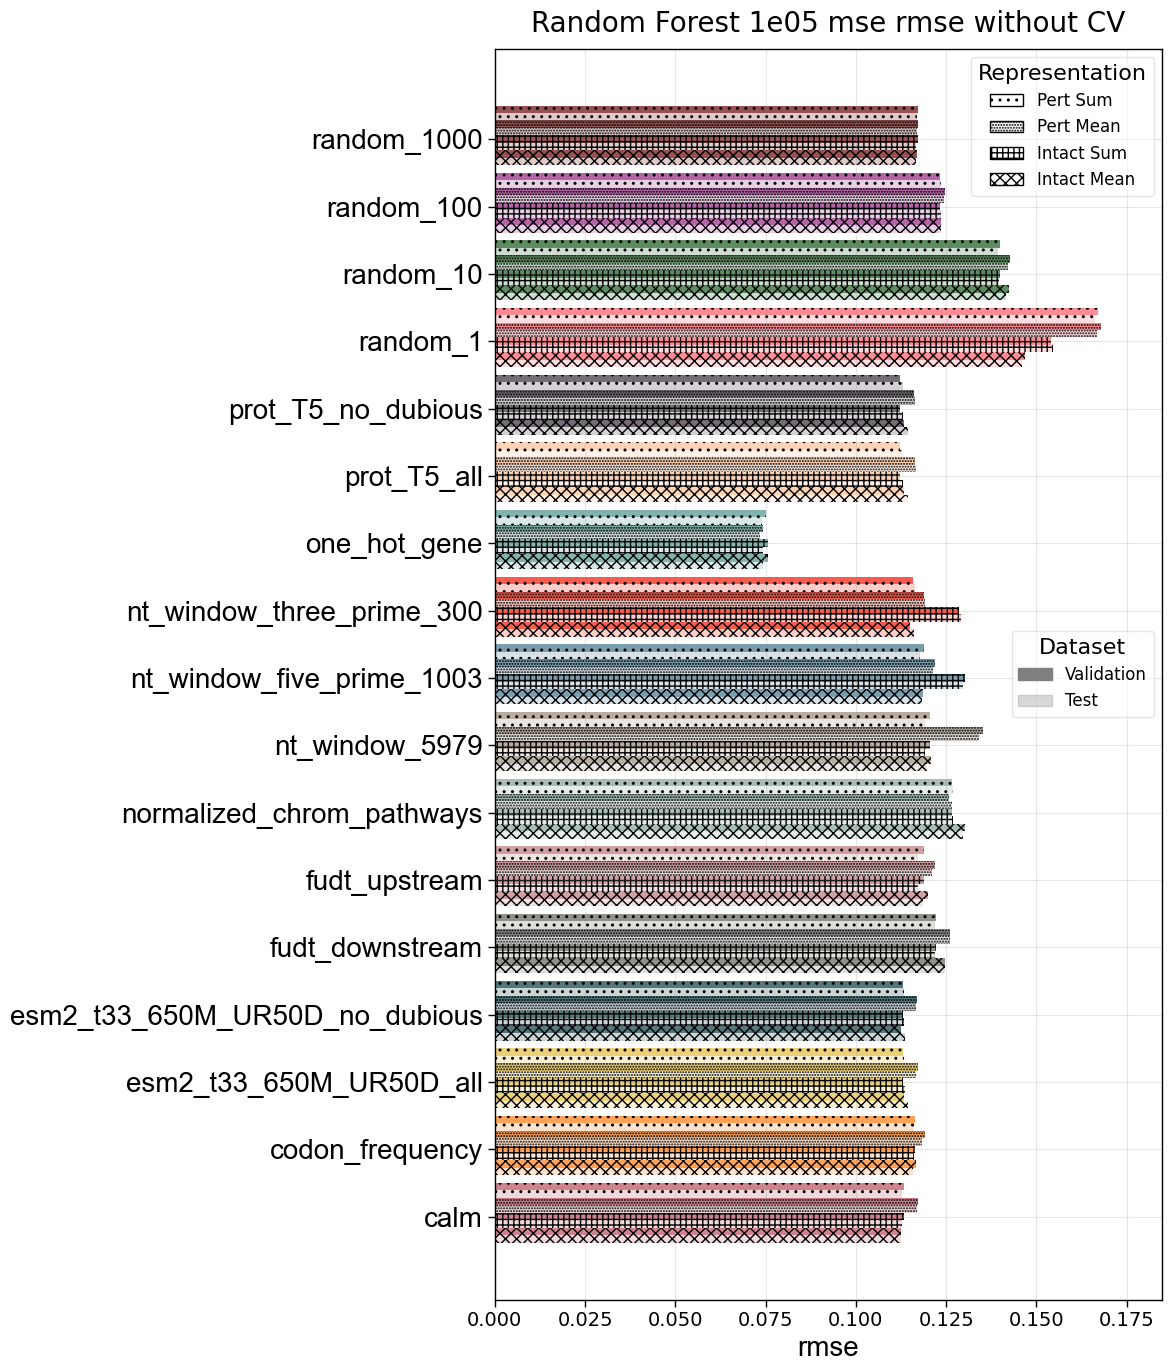 Random Forest 1e05 mse rmse without CV
Representation
Pert Sum
Pert Mean
Intact Sum
Intact Mean
random_1000
random_100
random_10
random_1
prot_T5_no_dubious
prot_T5_all
one_hot_gene
nt_window_three_prime_300
Dataset
Validation
Test
nt_window_five_prime_1003
nt_window_5979
normalized_chrom_pathways
fudt_upstream
fudt_downstream
esm2_t33_650M_UR50D_no_dubious
esm2_t33_650M_UR50D_all
codon_frequency
calm
0.000 0.025 0.050 0.075 0.100 0.125 0.150 0.175
rmse